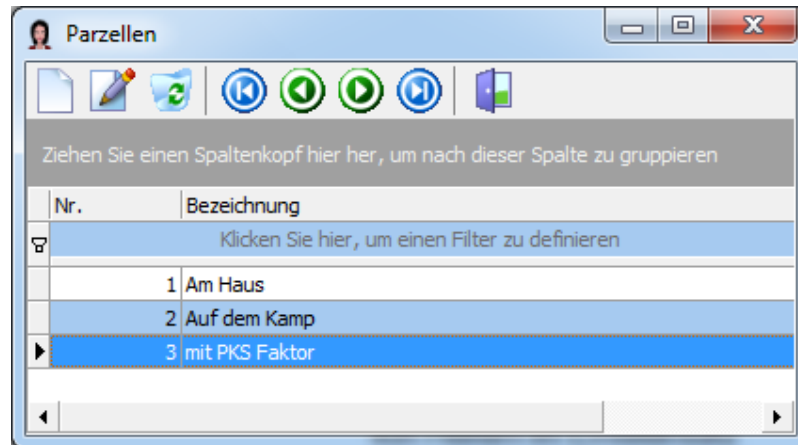 Parzellen
Ziehen Sie einen Spaltenkopf hier her, um nach dieser Spalte zu gruppieren
Nr. Bezeichnung
Klicken Sie hier, um einen Filter zu definieren
1 Am Haus
2 Auf dem Kamp
3 mit PKS Faktor